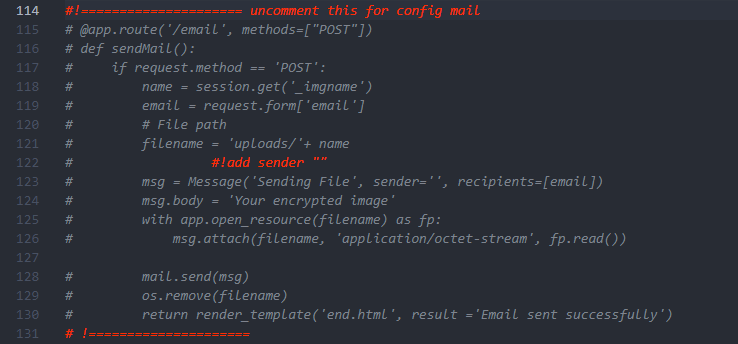 114 #!===================== uncomment this for config mail
115 # @app.route('/email', methods=["POST"])
116 # def sendMail():
117 #     if request.method == 'POST':
118 #         name = session.get('_imgname')
119 #         email = request.form['email']
120 #         # File path
121 #         filename = 'uploads/'+ name
122 #                  #!add sender ""
123 #         msg = Message('Sending File', sender='', recipients=[email])
124 #         msg.body = 'Your encrypted image'
125 #         with app.open_resource(filename) as fp:
126 #             msg.attach(filename, 'application/octet-stream', fp.read())
127
128 #         mail.send(msg)
129 #         os.remove(filename)
130 #         return render_template('end.html', result ='Email sent successfully')
131 # !=====================